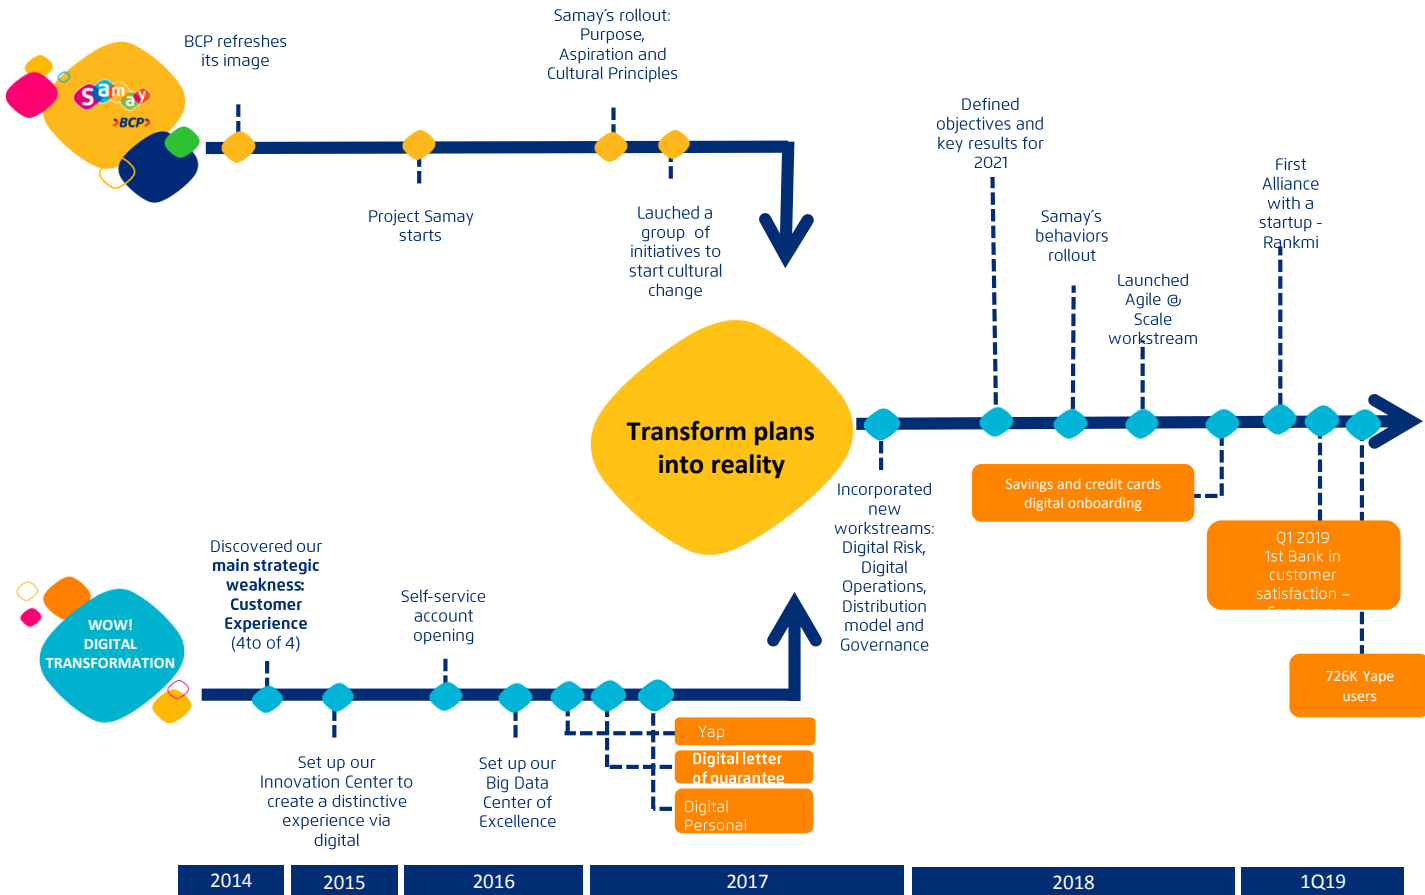 BCP refreshes
its image
Samay's rollout:
Purpose,
Aspiration and
Cultural Principles
Samay
›BCP›
Project Samay
starts
Lauched a
group of
initiatives to
start cultural
change
Defined
objectives and
key results for
2021
Samay's
behaviors
rollout
Launched
Agile @
Scale
workstream
First
Alliance
with a
startup -
Rankmi
Transform plans
into reality
Incorporated
new
workstreams:
Digital Risk,
Digital
Operations,
Distribution
model and
Governance
Savings and credit cards
digital onboarding
Q1 2019
1st Bank in
customer
satisfaction –
726K Yape
users
WOW!
DIGITAL
TRANSFORMATION
Discovered our
main strategic
weakness:
Customer
Experience
(4to of 4)
Self-service
account
opening
Set up our
Innovation Center to
create a distinctive
experience via
digital
Set up our
Big Data
Center of
Excellence
Yap
Digital letter
of guarantee
Digital
Personal
2014
2015
2016
2017
2018
1Q19